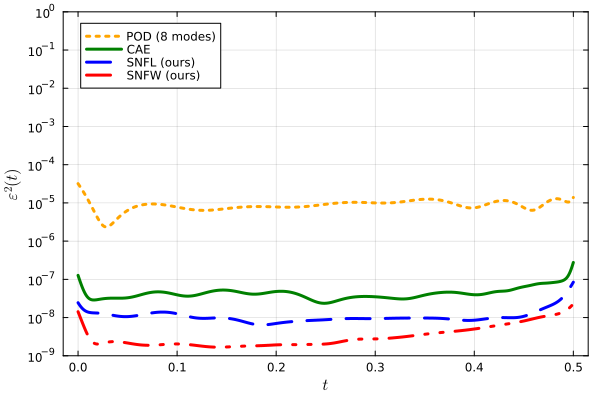 10⁰
10⁻¹
10⁻²
10⁻³
10⁻⁴
10⁻⁵
10⁻⁶
10⁻⁷
10⁻⁸
10⁻⁹
ε²(t)
POD (8 modes)
CAE
SNFL (ours)
SNFW (ours)
0.0 0.1 0.2 0.3 0.4 0.5
t